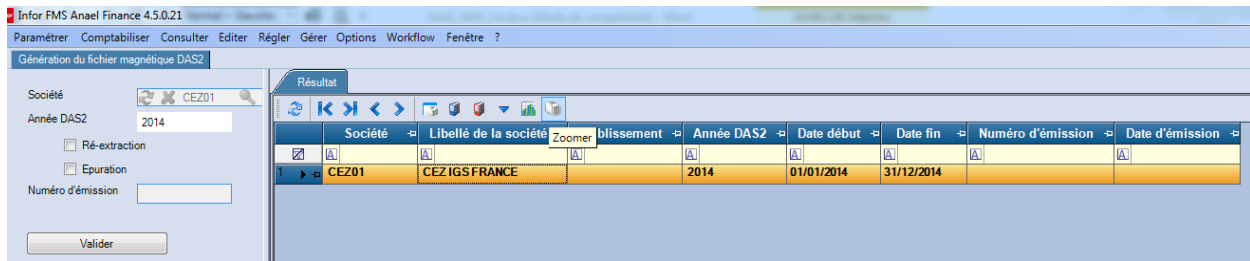 Infor FMS Anael Finance 4.5.0.21
Paramétrer Comptabiliser Consulter Editer Régler Gérer Options Workflow Fenêtre ?
Génération du fichier magnétique DAS2
Société CEZ01
Année DAS2 2014
Ré-extraction
Epuration
Numéro d'émission
Valider
Résultat
Société Libellé de la société Zoomer blissement Année DAS2 Date début Date fin Numéro d'émission Date d'émission
A A A A A A A A
1 CEZ01 CEZ IGS FRANCE 2014 01/01/2014 31/12/2014